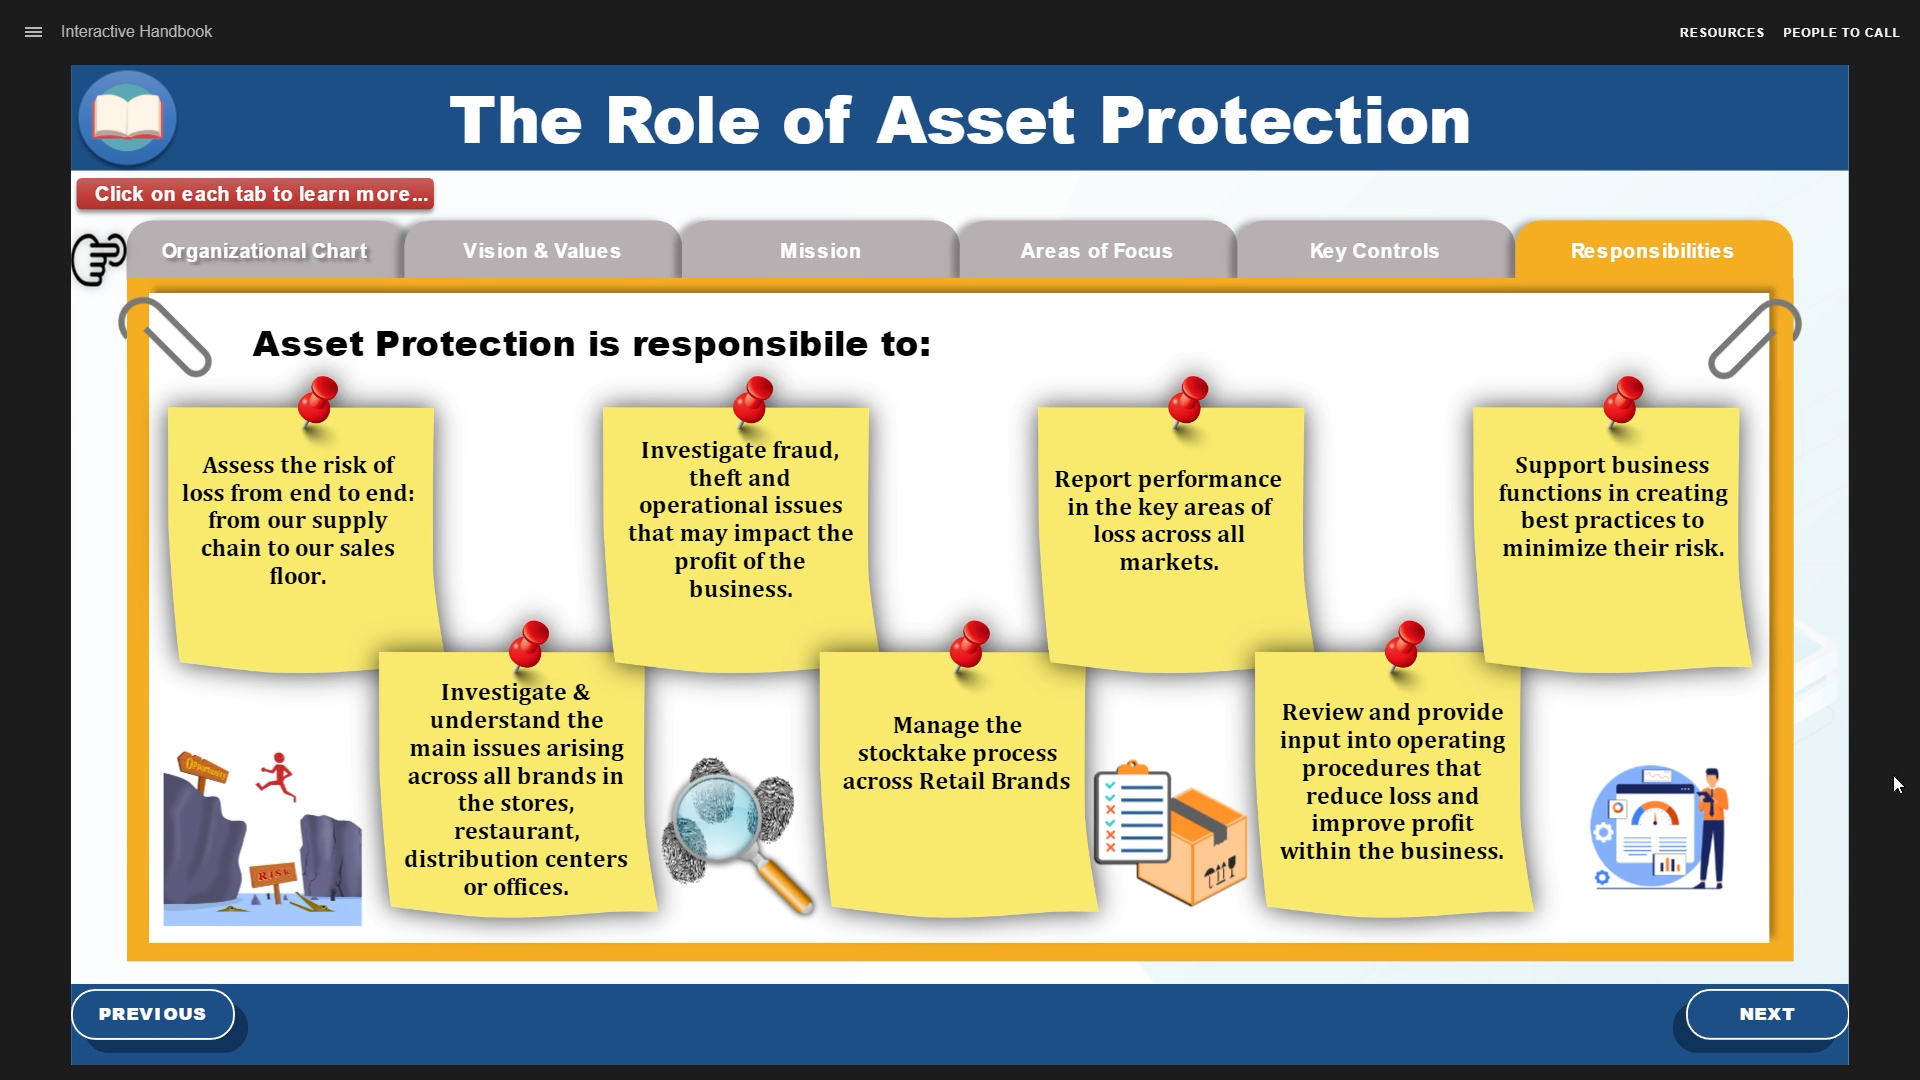 Interactive Handbook
RESOURCES
PEOPLE TO CALL
The Role of Asset Protection
Click on each tab to learn more...
Organizational Chart
Vision & Values
Mission
Areas of Focus
Key Controls
Responsibilities
Asset Protection is responsibile to:
Assess the risk of
loss from end to end:
from our supply
chain to our sales
floor.
Investigate &
understand the
main issues arising
across all brands in
the stores,
restaurant,
distribution centers
or offices.
Investigate fraud,
theft and
operational issues
that may impact the
profit of the
business.
Manage the
stocktake process
across Retail Brands
Report performance
in the key areas of
loss across all
markets.
Review and provide
input into operating
procedures that
reduce loss and
improve profit
within the business.
Support business
functions in creating
best practices to
minimize their risk.
Opportunity
RISK
PREVIOUS
NEXT